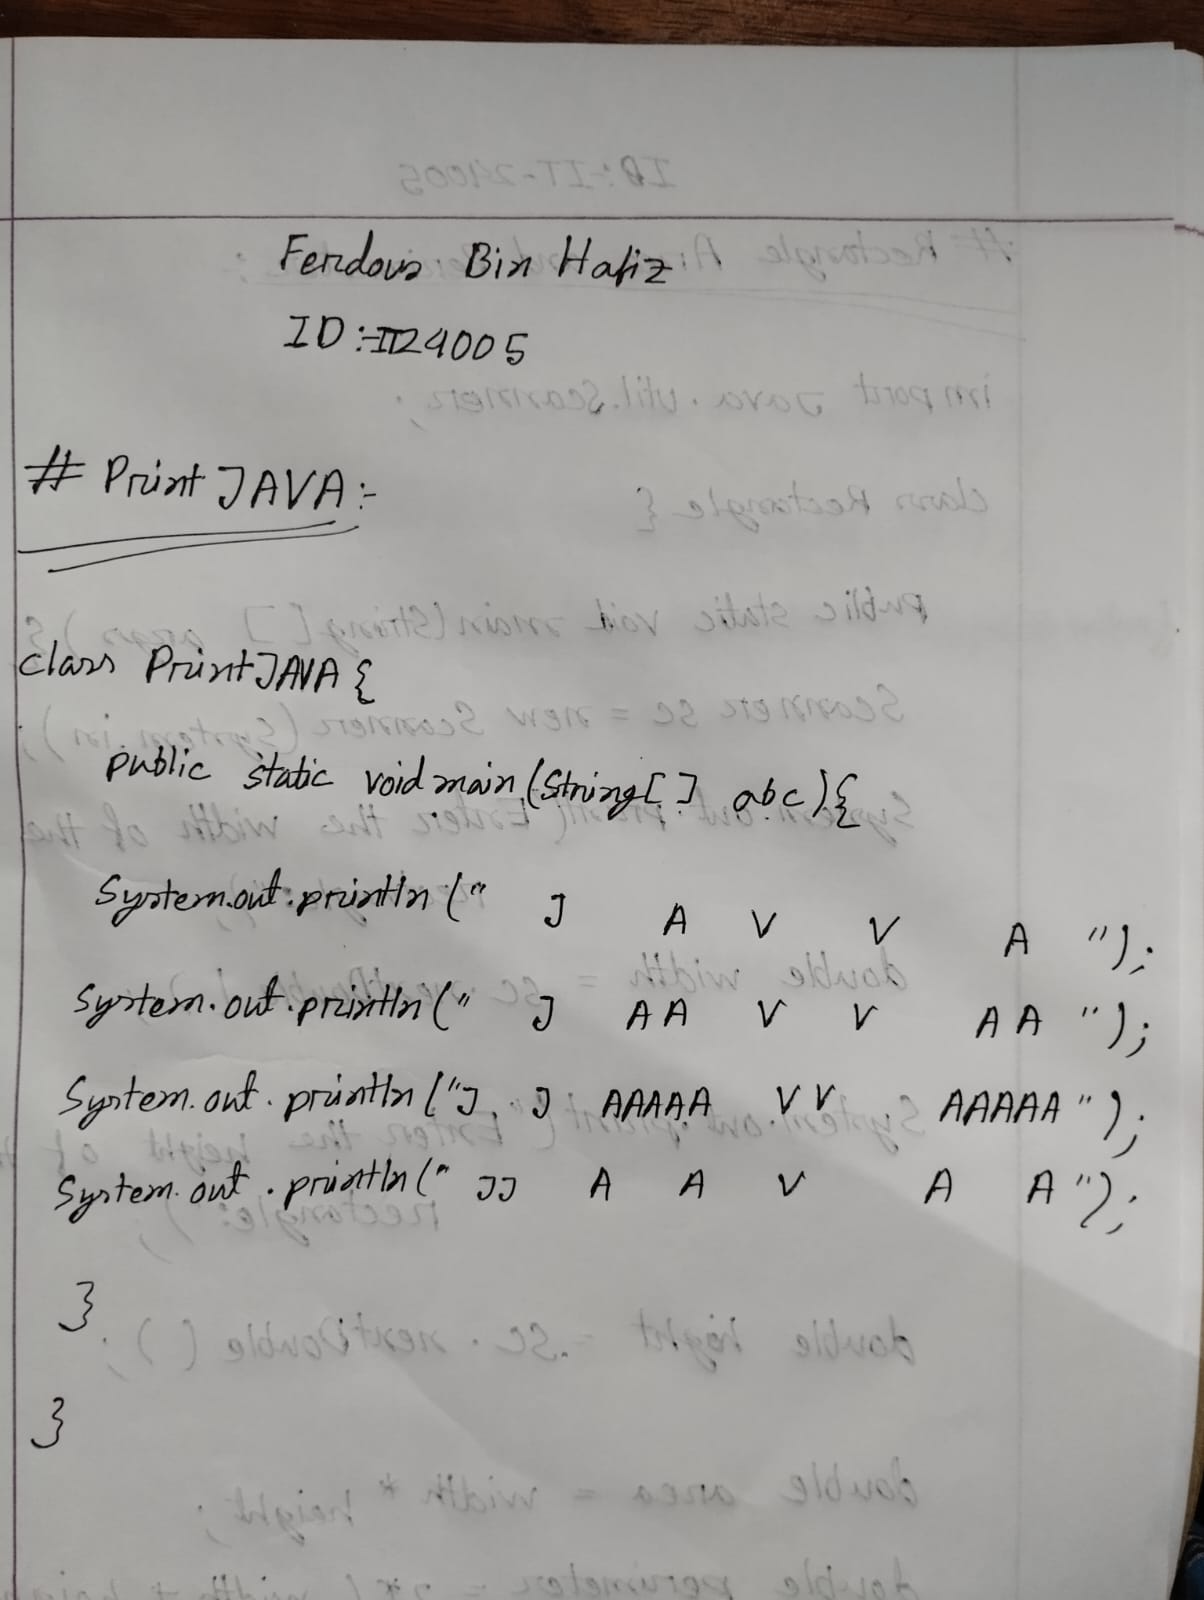 Ferdous Bin Hafiz
ID:-IT24005
# Print JAVA:-
class PrintJAVA {
public static void main(String[] abc){
System.out.println("    J    A   V     V     A  ");
System.out.println("   J   AA   V   V     AA  ");
System.out.println("J  J  AAAAA   VV    AAAAA");
System.out.println(" JJ   A   A   V    A   A");
}
}